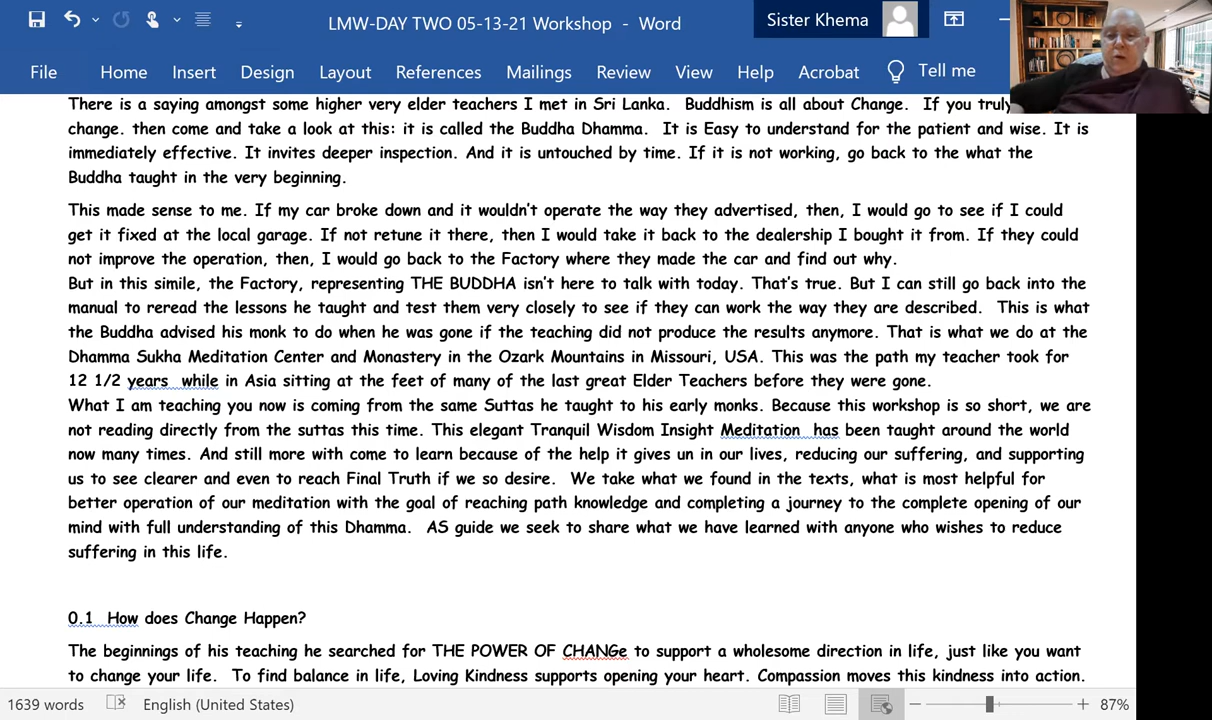 LMW-DAY TWO 05-13-21 Workshop - Word
Sister Khema
File Home Insert Design Layout References Mailings Review View Help Acrobat Tell me
There is a saying amongst some higher very elder teachers I met in Sri Lanka. Buddhism is all about Change. If you truly
change. then come and take a look at this: it is called the Buddha Dhamma. It is Easy to understand for the patient and wise. It is
immediately effective. It invites deeper inspection. And it is untouched by time. If it is not working, go back to the what the
Buddha taught in the very beginning.
This made sense to me. If my car broke down and it wouldn't operate the way they advertised, then, I would go to see if I could
get it fixed at the local garage. If not retune it there, then I would take it back to the dealership I bought it from. If they could
not improve the operation, then, I would go back to the Factory where they made the car and find out why.
But in this simile, the Factory, representing THE BUDDHA isn't here to talk with today. That's true. But I can still go back into the
manual to reread the lessons he taught and test them very closely to see if they can work the way they are described. This is what
the Buddha advised his monk to do when he was gone if the teaching did not produce the results anymore. That is what we do at the
Dhamma Sukha Meditation Center and Monastery in the Ozark Mountains in Missouri, USA. This was the path my teacher took for
12 1/2 years while in Asia sitting at the feet of many of the last great Elder Teachers before they were gone.
What I am teaching you now is coming from the same Suttas he taught to his early monks. Because this workshop is so short, we are
not reading directly from the suttas this time. This elegant Tranquil Wisdom Insight Meditation has been taught around the world
now many times. And still more with come to learn because of the help it gives un in our lives, reducing our suffering, and supporting
us to see clearer and even to reach Final Truth if we so desire. We take what we found in the texts, what is most helpful for
better operation of our meditation with the goal of reaching path knowledge and completing a journey to the complete opening of our
mind with full understanding of this Dhamma. AS guide we seek to share what we have learned with anyone who wishes to reduce
suffering in this life.
0.1 How does Change Happen?
The beginnings of his teaching he searched for THE POWER OF CHANGe to support a wholesome direction in life, just like you want
to change your life. To find balance in life, Loving Kindness supports opening your heart. Compassion moves this kindness into action.
1639 words English (United States) 87%